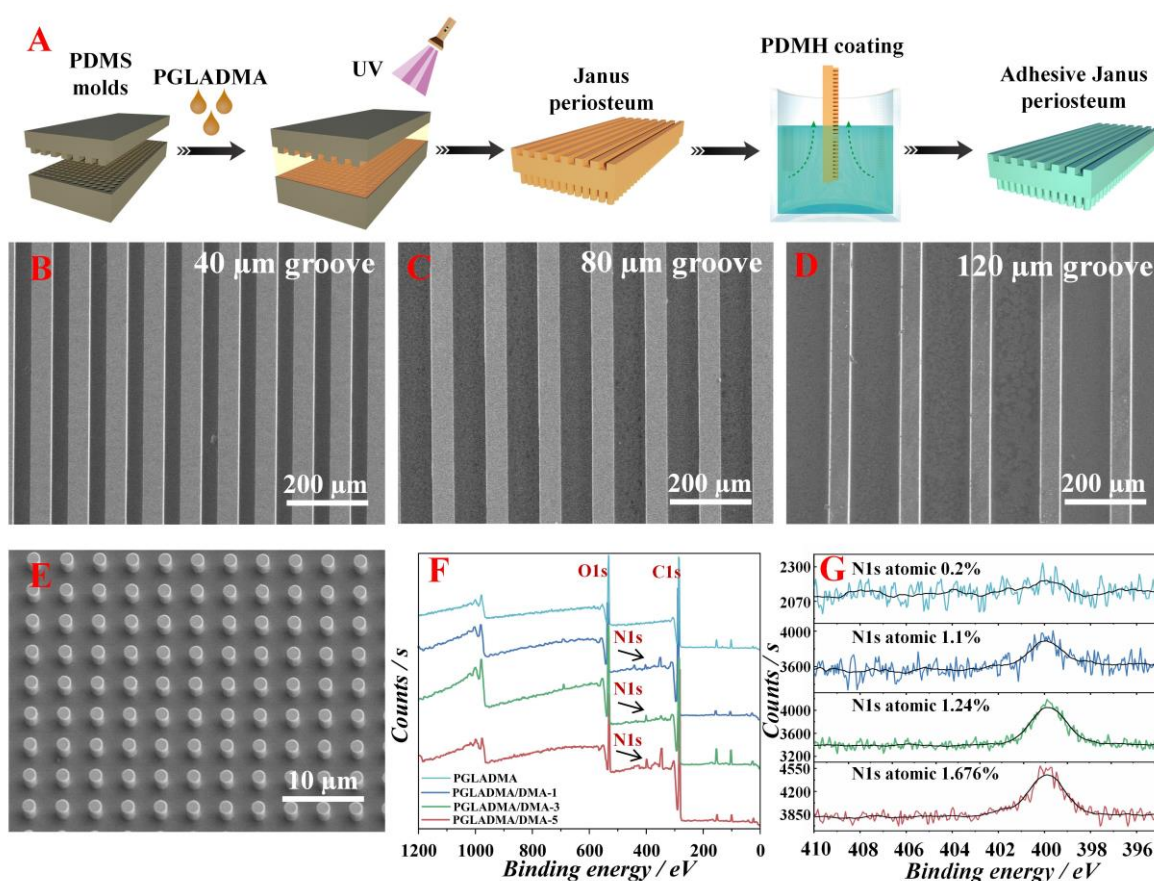 A
PDMS
molds
PGLADMA
UV
Janus
periosteum
PDMH coating
Adhesive Janus
periosteum
B
40 μm groove
200 μm
C
80 μm groove
200 μm
D
120 μm groove
200 μm
E
10 μm
F
O1s
C1s
N1s
N1s
N1s
PGLADMA
PGLADMA/DMA-1
PGLADMA/DMA-3
PGLADMA/DMA-5
Counts / s
1200 1000 800 600 400 200 0
Binding energy / eV
G
N1s atomic 0.2%
2300
2070
N1s atomic 1.1%
4000
3600
N1s atomic 1.24%
4000
3600
3200
N1s atomic 1.676%
4550
4200
3850
Counts / s
410 408 406 404 402 400 398 396
Binding energy / eV